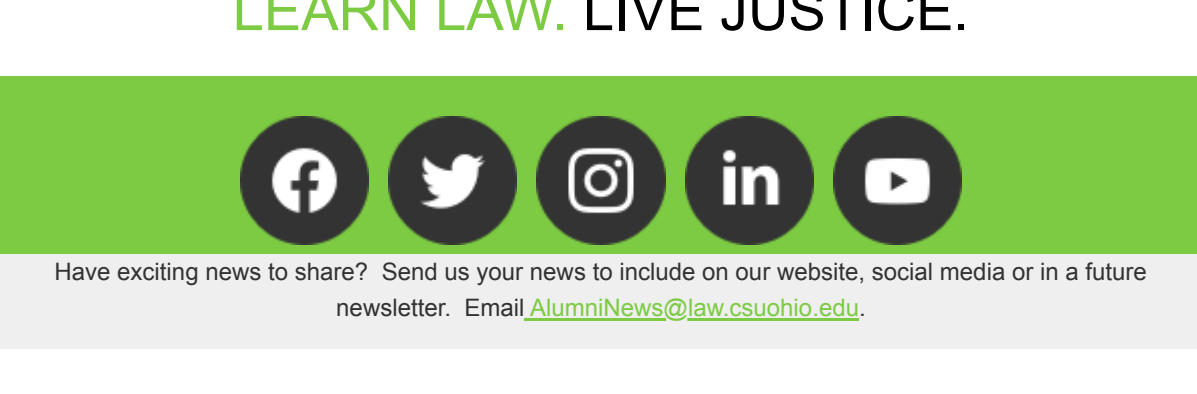 LEARN LAW. LIVE JUSTICE.
in
Have exciting news to share?  Send us your news to include on our website, social media or in a future
newsletter.  Email AlumniNews@law.csuohio.edu.